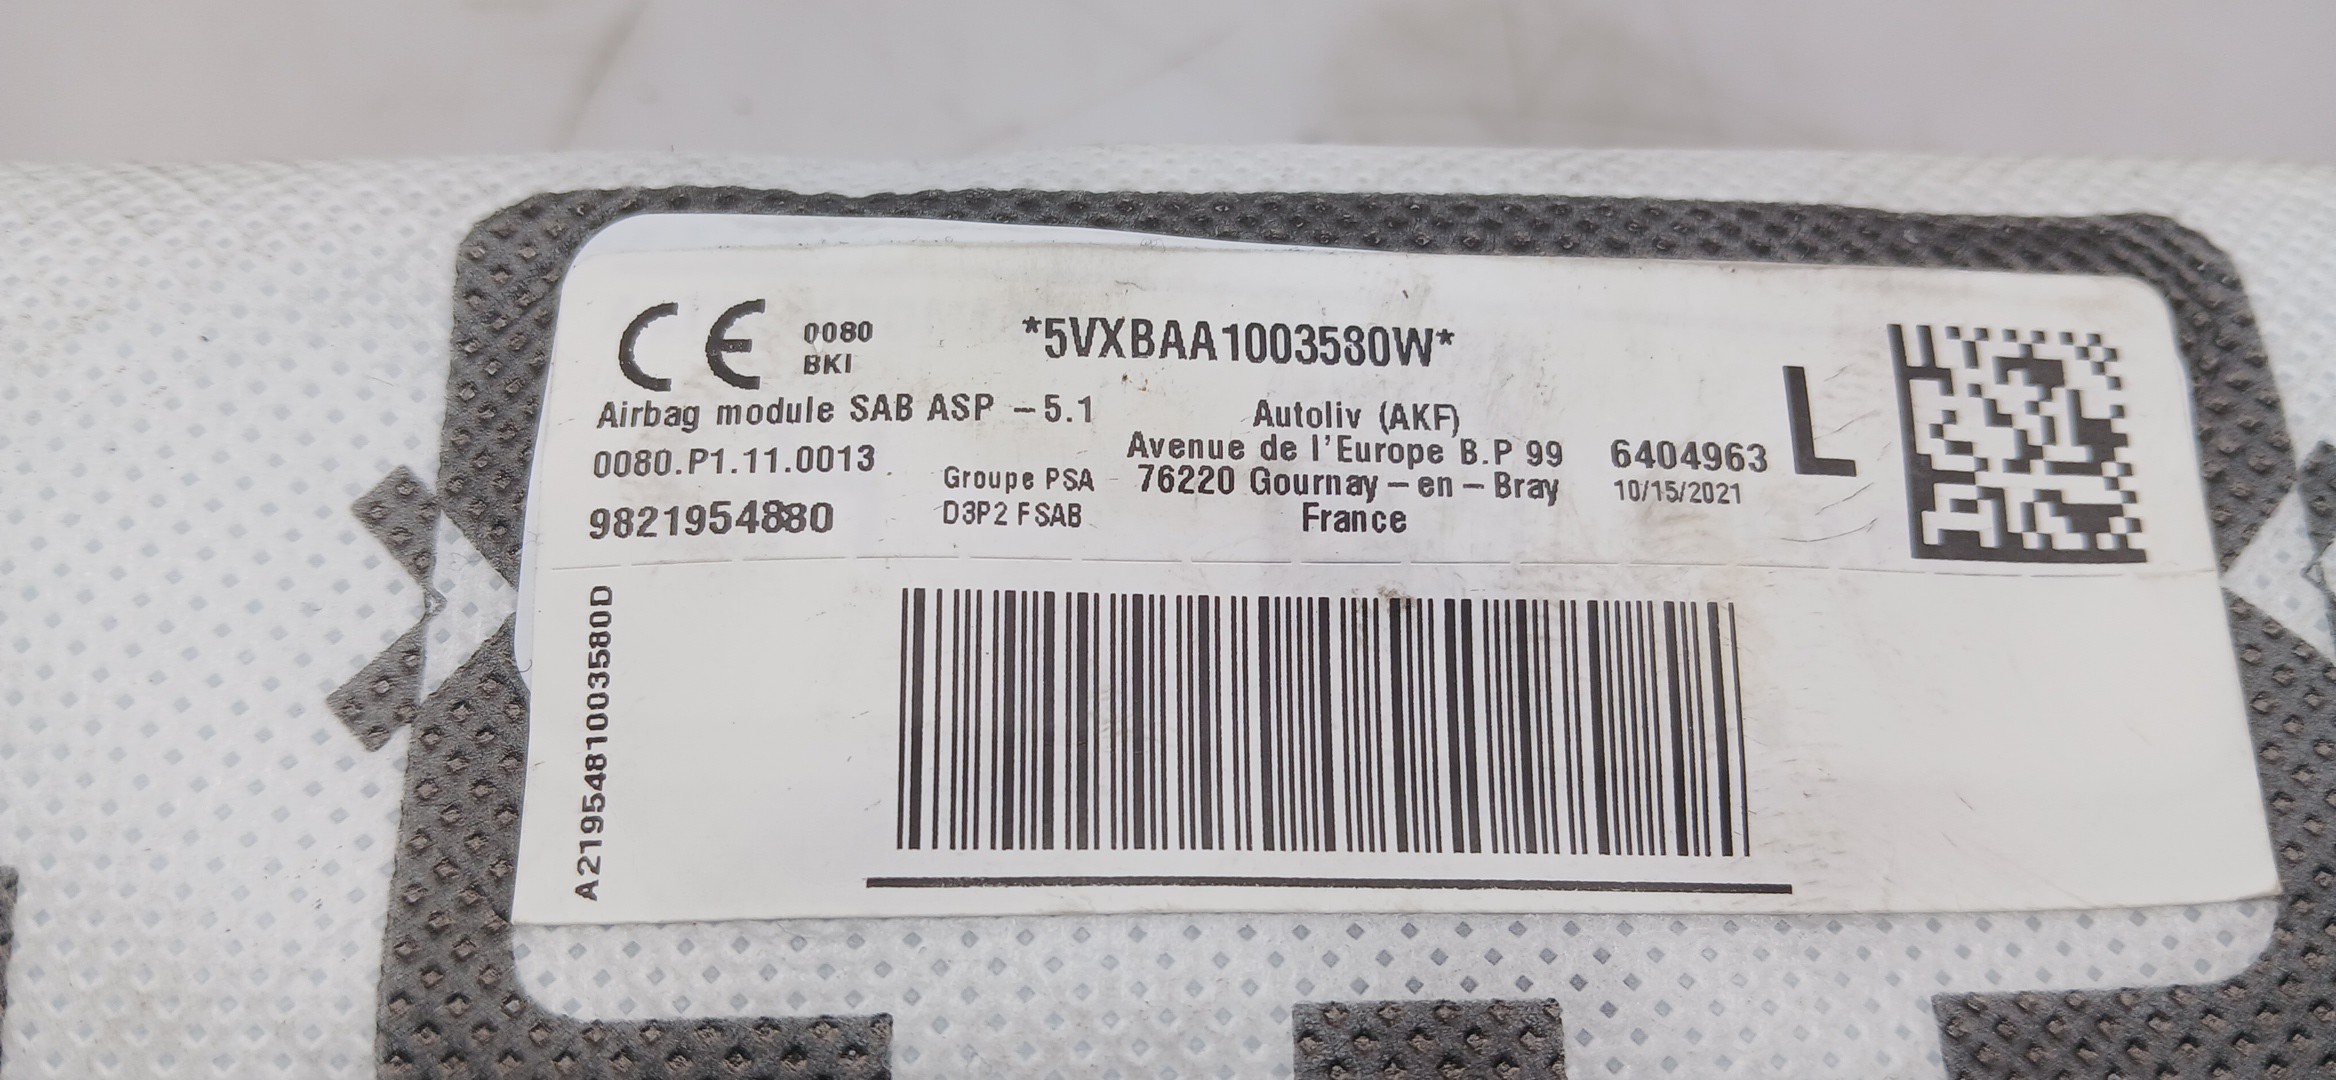 CE 0080
BKI
*5VXBAA1003580W*
Airbag module SAB ASP - 5.1
0080.P1.11.0013
9821954880
Groupe PSA
D3P2 FSAB
Autoliv (AKF)
Avenue de l'Europe B.P 99
76220 Gournay - en - Bray
France
6404963
10/15/2021
L
A2195481003580D